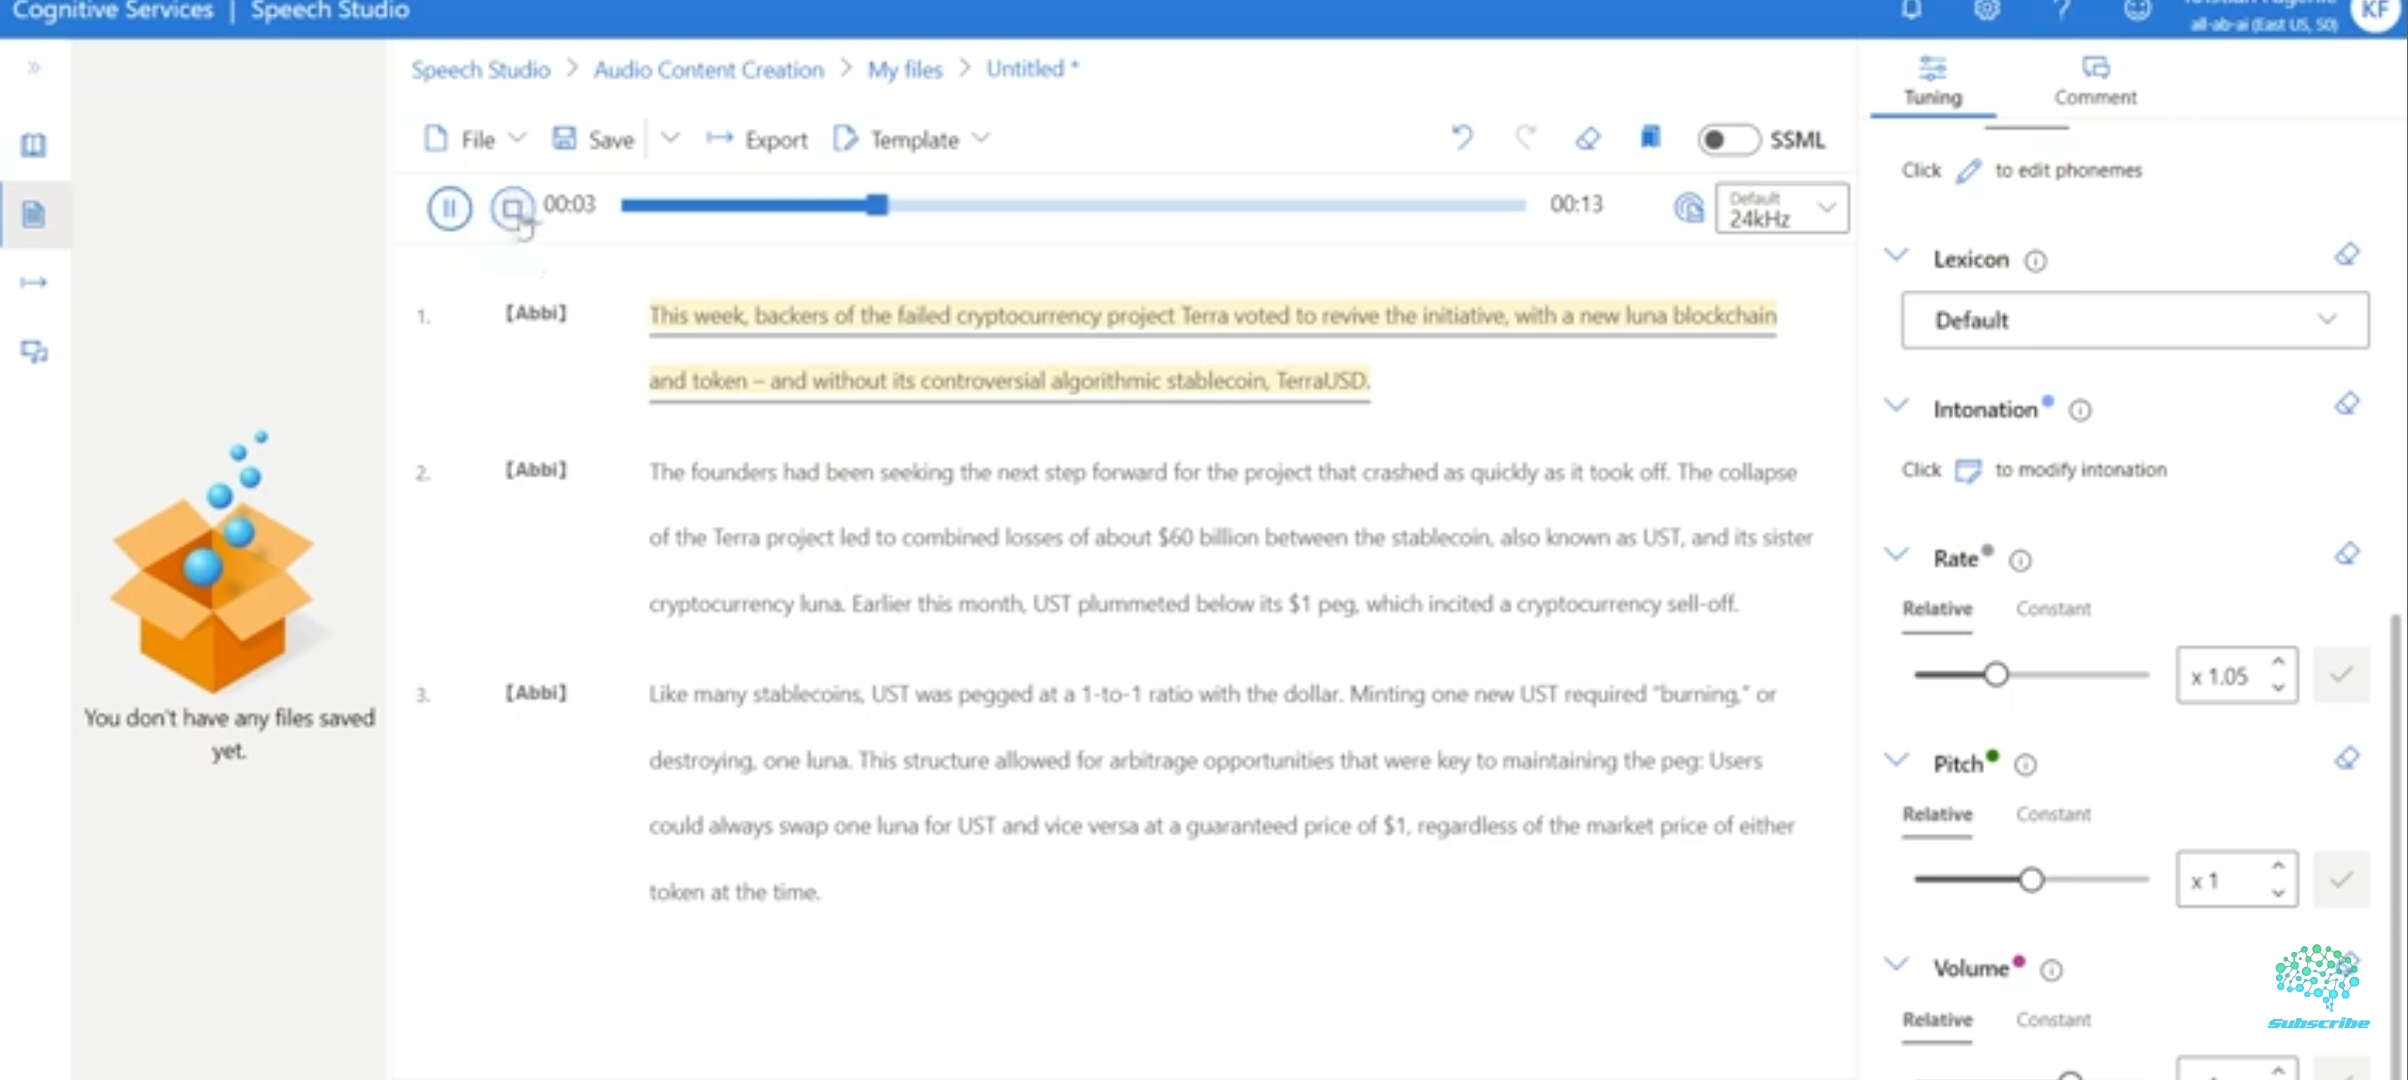 Cognitive Services | Speech Studio
all-ab-ai (East US, S0)
KF
Speech Studio > Audio Content Creation > My files > Untitled *
File
Save
Export
Template
SSML
00:03
00:13
Default
24kHz
1. [Abbi] This week, backers of the failed cryptocurrency project Terra voted to revive the initiative, with a new luna blockchain
and token – and without its controversial algorithmic stablecoin, TerraUSD.
2. [Abbi] The founders had been seeking the next step forward for the project that crashed as quickly as it took off. The collapse
of the Terra project led to combined losses of about $60 billion between the stablecoin, also known as UST, and its sister
cryptocurrency luna. Earlier this month, UST plummeted below its $1 peg, which incited a cryptocurrency sell-off.
3. [Abbi] Like many stablecoins, UST was pegged at a 1-to-1 ratio with the dollar. Minting one new UST required “burning,” or
destroying, one luna. This structure allowed for arbitrage opportunities that were key to maintaining the peg: Users
could always swap one luna for UST and vice versa at a guaranteed price of $1, regardless of the market price of either
token at the time.
You don't have any files saved
yet.
Tuning
Comment
Click to edit phonemes
Lexicon
Default
Intonation
Click to modify intonation
Rate
Relative Constant
x 1.05
Pitch
Relative Constant
x 1
Volume
Relative Constant
Subscribe